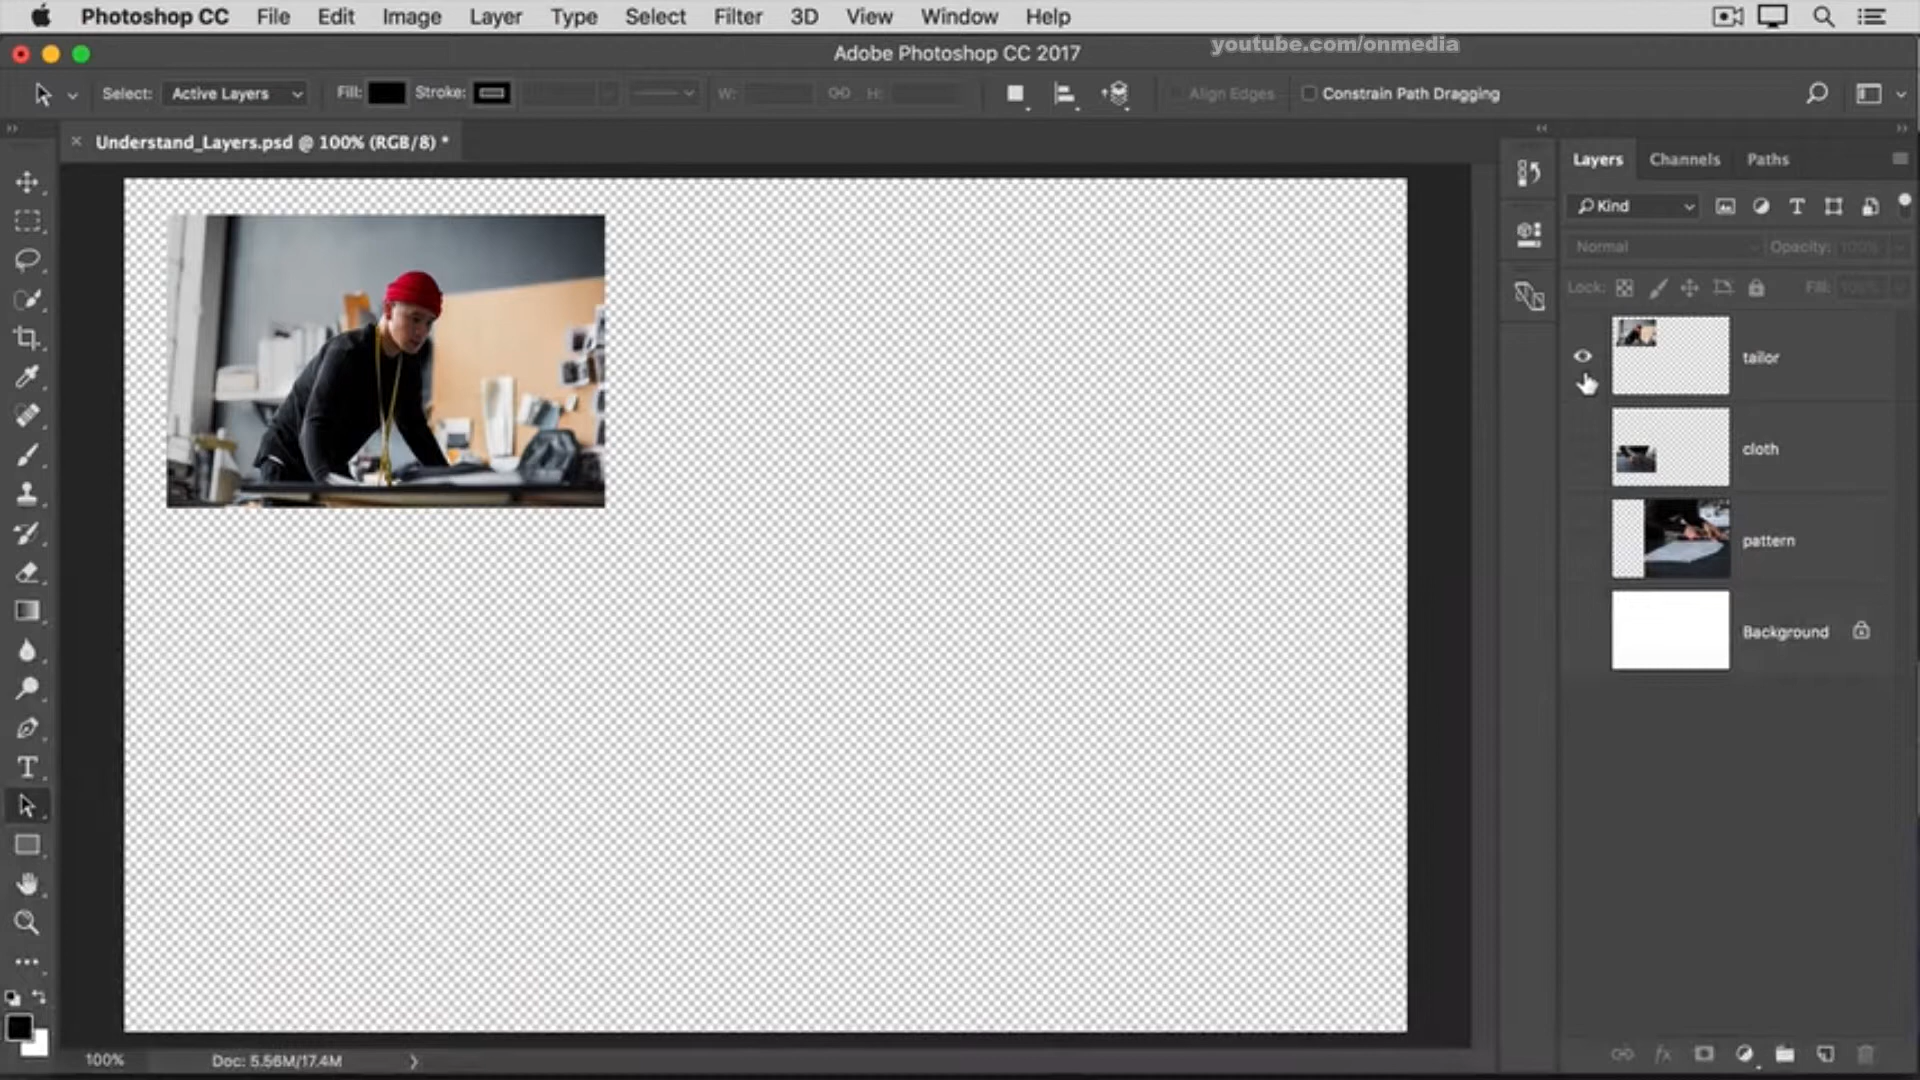 Photoshop CC File Edit Image Layer Type Select Filter 3D View Window Help
Adobe Photoshop CC 2017
youtube.com/onmedia
Select: Active Layers Fill: Stroke: W: H: Align Edges Constrain Path Dragging
Understand_Layers.psd @ 100% (RGB/8) *
Layers Channels Paths
Kind
Normal Opacity: 100%
Lock: Fill: 100%
tailor
cloth
pattern
Background
100% Doc: 5.56M/17.4M